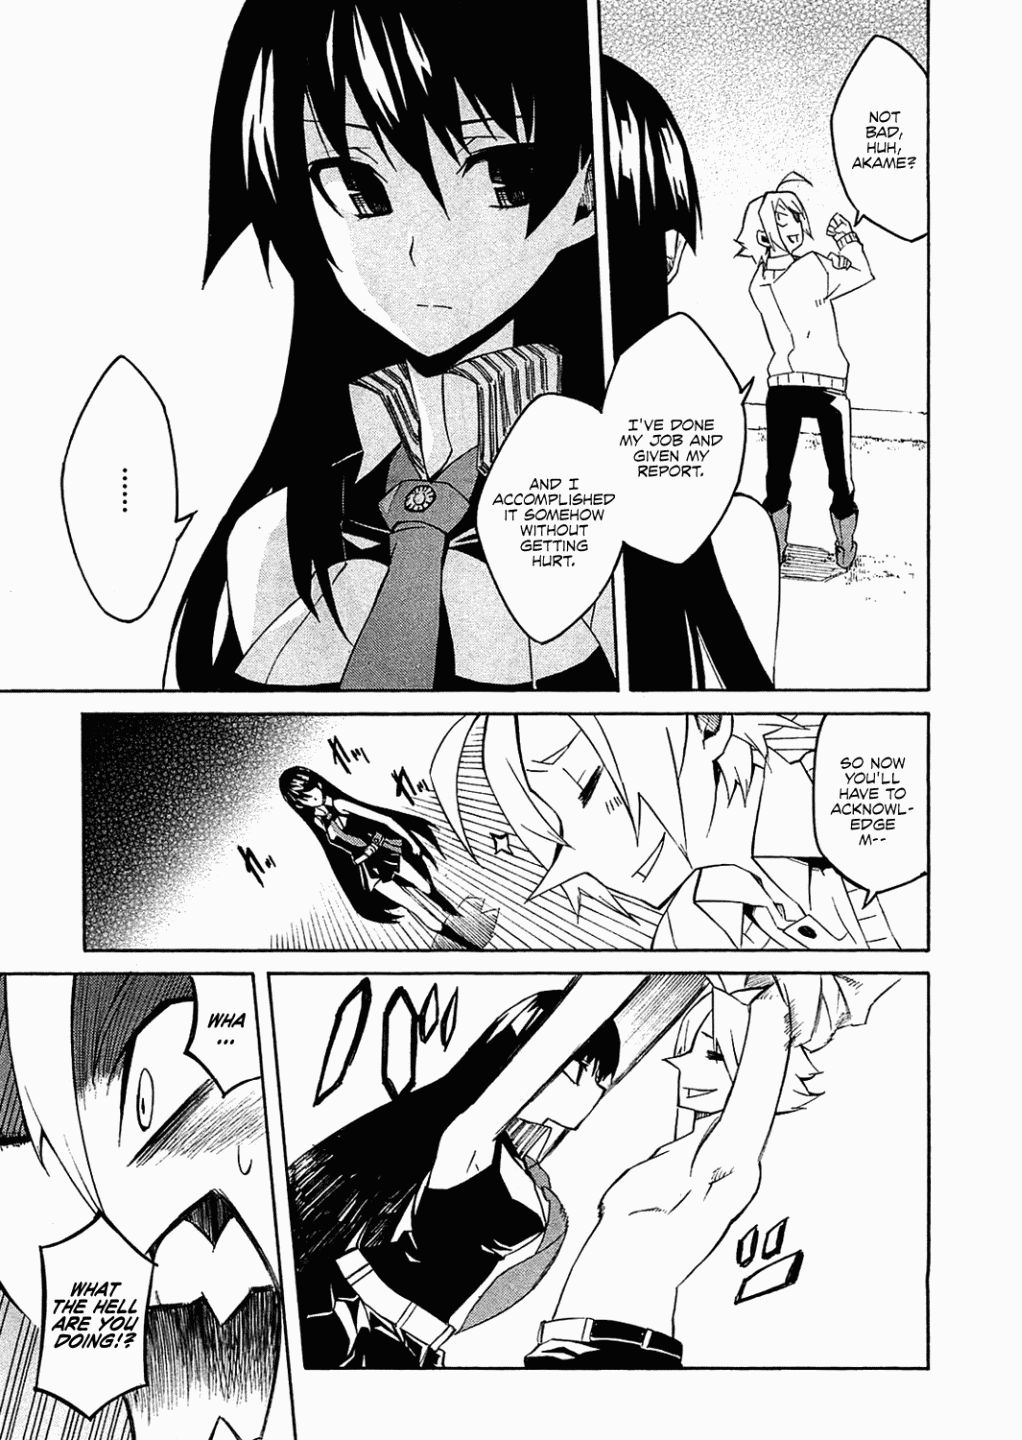 NOT
BAD,
HUH,
AKAME?
I'VE DONE
MY JOB AND
GIVEN MY
REPORT.
AND I
ACCOMPLISHED
IT SOMEHOW
WITHOUT
GETTING
HURT.
......
SO NOW
YOU'LL
HAVE TO
ACKNOWL-
EDGE
M--
WHA
...
WHAT
THE HELL
ARE YOU
DOING!?